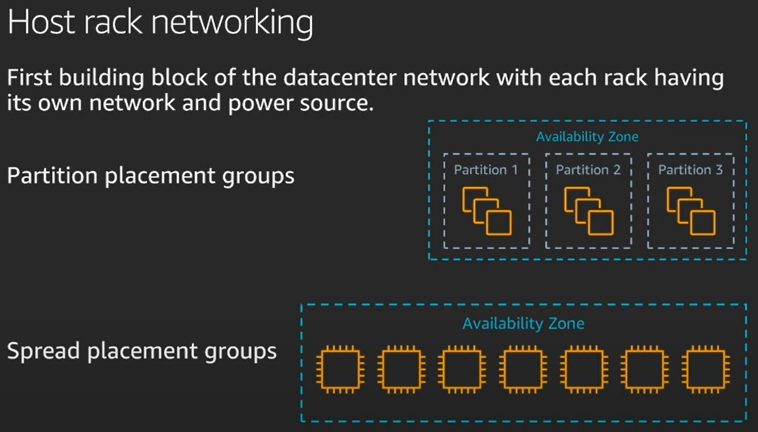 Host rack networking
First building block of the datacenter network with each rack having
its own network and power source.
Availability Zone
Partition placement groups
Partition 1
Partition 2
Partition 3
Availability Zone
Spread placement groups